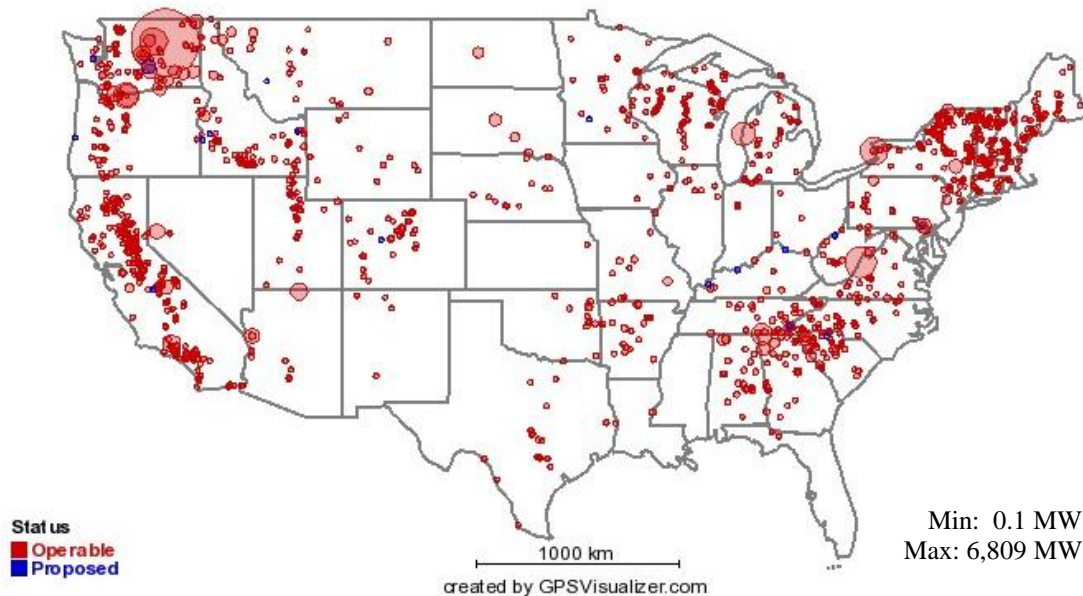 Status
Operable
Proposed
1000 km
created by GPSVisualizer.com
Min: 0.1 MW
Max: 6,809 MW